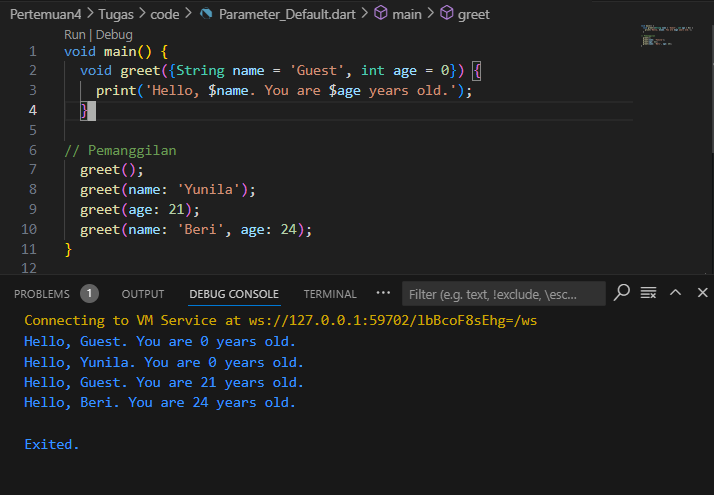 Pertemuan4 > Tugas > code > Parameter_Default.dart > main > greet
Run | Debug
1 void main() {
2 void greet({String name = 'Guest', int age = 0}) {
3 print('Hello, $name. You are $age years old.');
4 }
5
6 // Pemanggilan
7 greet();
8 greet(name: 'Yunila');
9 greet(age: 21);
10 greet(name: 'Beri', age: 24);
11 }
12
PROBLEMS 1 OUTPUT DEBUG CONSOLE TERMINAL ··· Filter (e.g. text, !exclude, \esc...
Connecting to VM Service at ws://127.0.0.1:59702/lbBcoF8sEhg=/ws
Hello, Guest. You are 0 years old.
Hello, Yunila. You are 0 years old.
Hello, Guest. You are 21 years old.
Hello, Beri. You are 24 years old.
Exited.